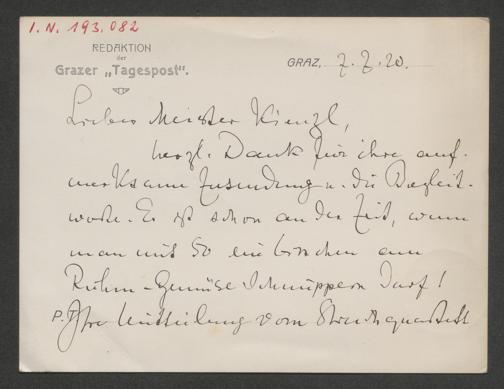 I.N. 193.082
REDAKTION
der
Grazer „Tagespost“.
GRAZ, 7. 7. 20.
Lieber Meister Kienzl,
herzl. Dank für ihre auf-
merksame Zusendung u. die Begleit-
worte. Es ist schon an der Zeit, wenn
man mit 50 ein bisschen am
Ruhm-Gemüse schnuppern darf!
P.T. Ihre Mitteilung vom Streichquartett